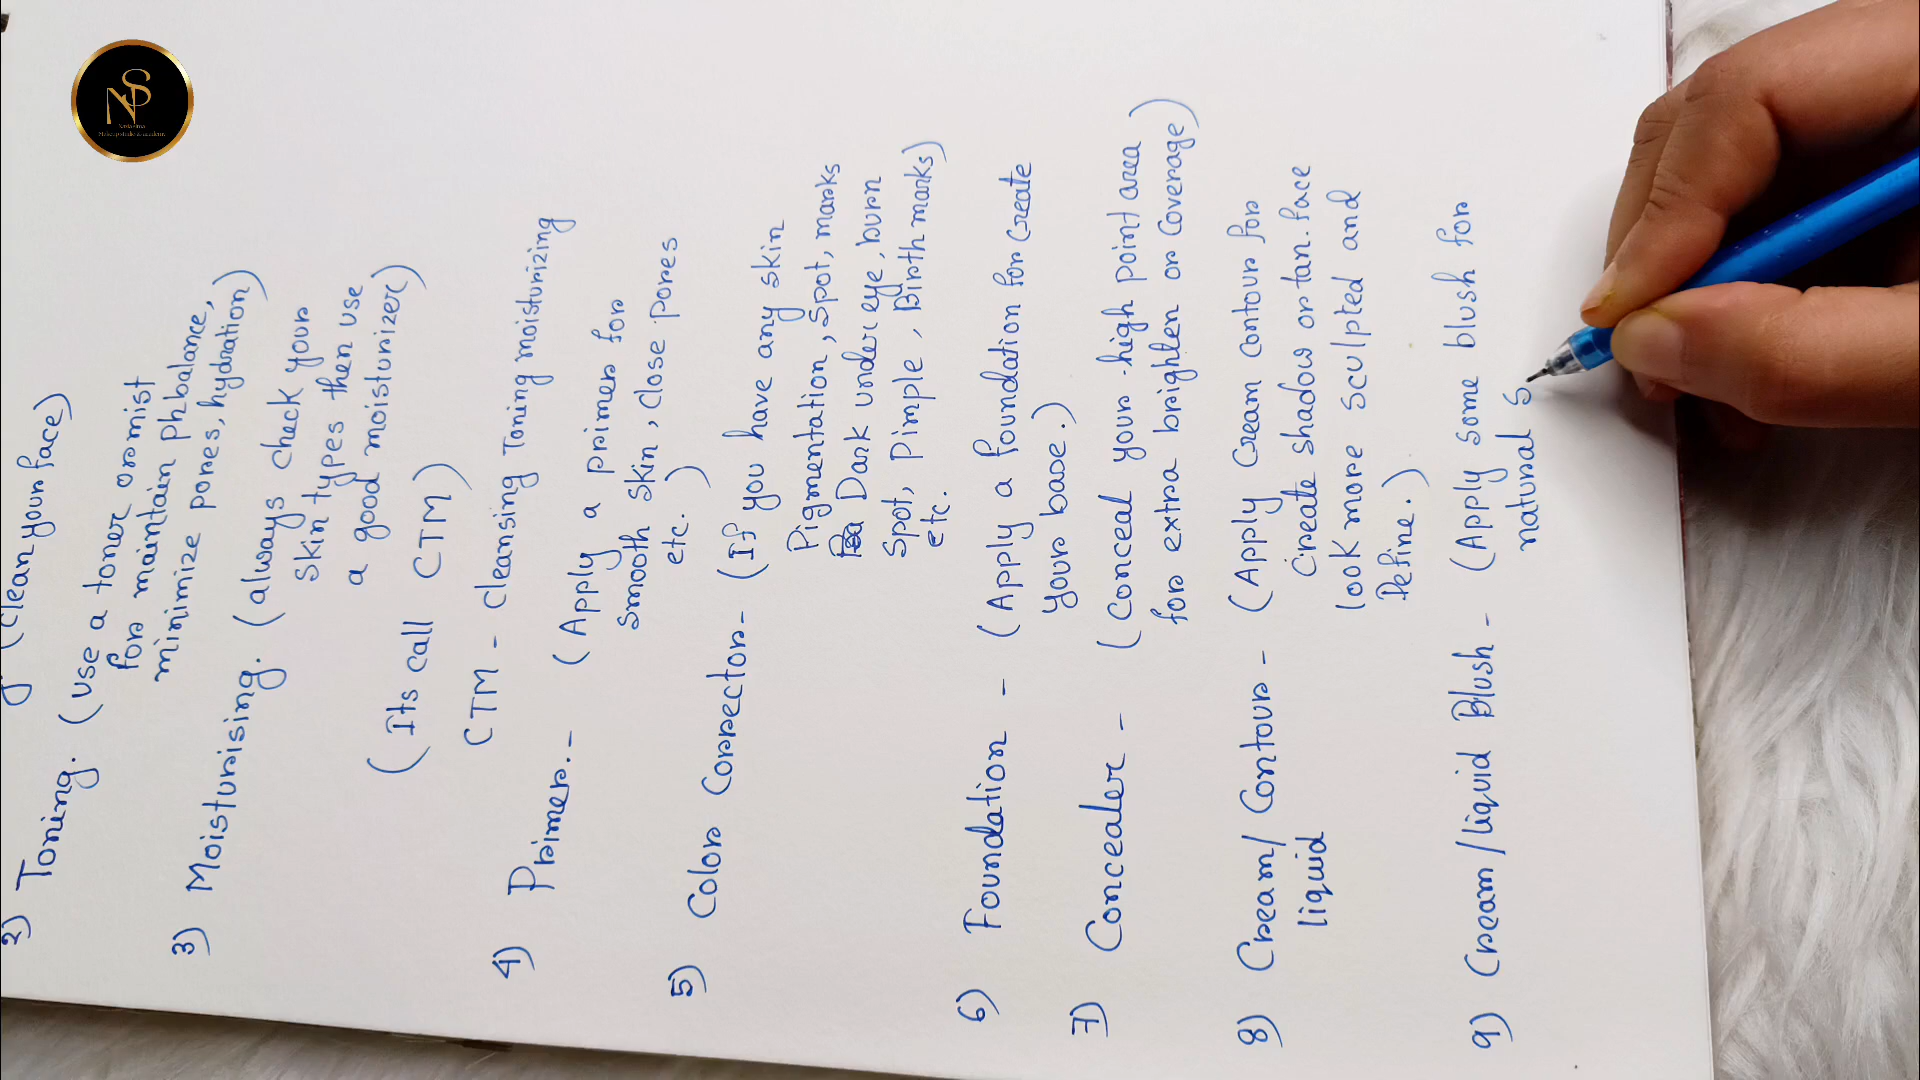 (clean your face)
2) Toning. (use a toner or mist
for maintain phbalance,
minimize pores, hydration)
3) Moisturising. (always check your
skin types then use
a good moisturizer)
(Its call CTM)
CTM - cleansing Toning moisturizing
4) Primer. - (Apply a primer for
smooth skin, close pores
etc.)
5) Color Corrector - (If you have any skin
Pigmentation, Spot, marks
Dark under eye, burn
Spot, Pimple, Birth marks)
etc.
6) Foundation - (Apply a foundation for create
your base.)
7) Concealer - (Conceal your high point area)
for extra brighten or coverage)
8) Cream/ Contour - (Apply cream contour for
liquid create shadow or tan. face
look more sculpted and
Define.)
9) Cream/liquid Blush - (Apply some blush for
natural s
NS